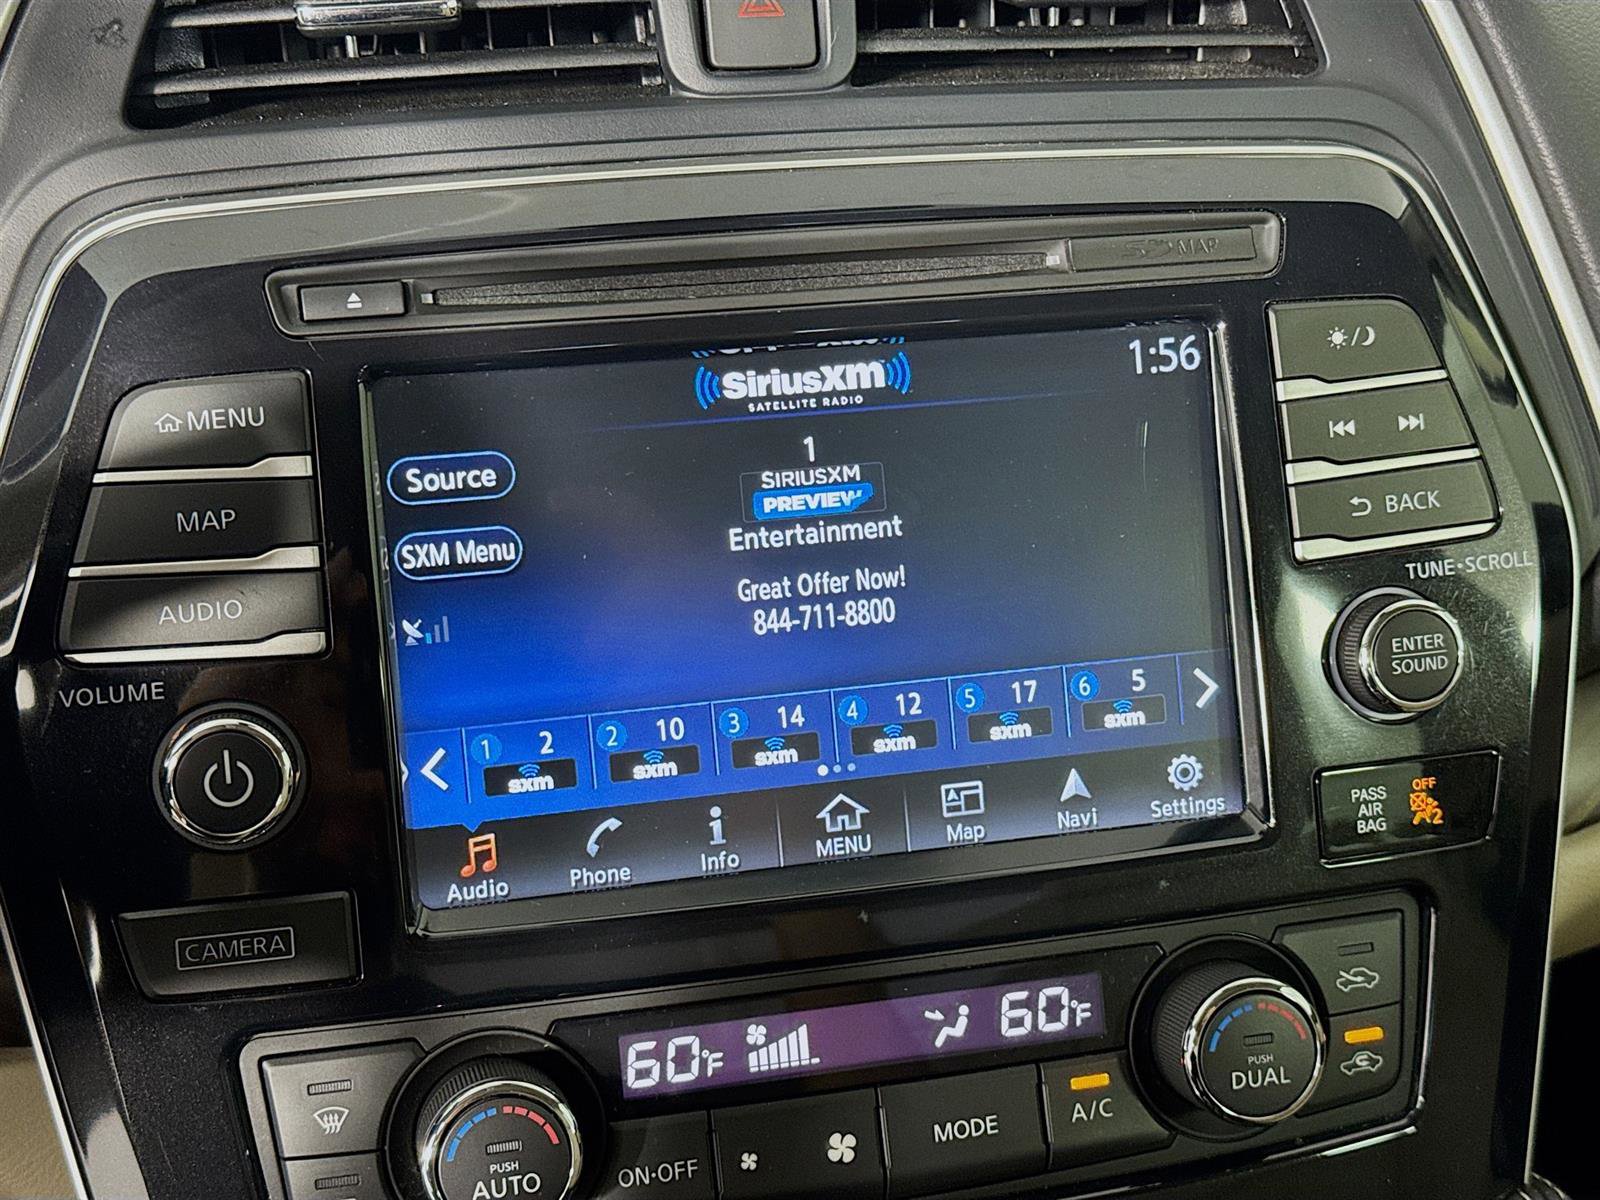 SD MAP
MENU
MAP
AUDIO
VOLUME
CAMERA
siriusxm
SATELLITE RADIO
1:56
Source
SXM Menu
1
SIRIUSXM
PREVIEW
Entertainment
Great Offer Now!
844-711-8800
1 2
2 10
3 14
4 12
5 17
6 5
sxm
sxm
sxm
sxm
sxm
sxm
Audio
Phone
Info
MENU
Map
Navi
Settings
BACK
TUNE·SCROLL
ENTER
SOUND
PASS
AIR
BAG
OFF
2
60°F
60°F
PUSH
AUTO
ON·OFF
MODE
A/C
PUSH
DUAL